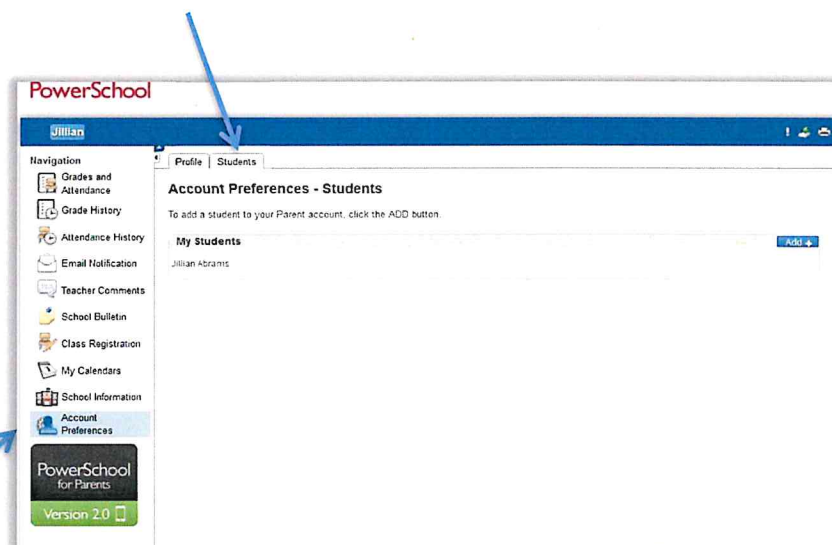 PowerSchool
Jillian
Navigation
Grades and
Attendance
Grade History
Attendance History
Email Notification
Teacher Comments
School Bulletin
Class Registration
My Calendars
School Information
Account
Preferences
PowerSchool
for Parents
Version 2.0
Profile
Students
Account Preferences - Students
To add a student to your Parent account, click the ADD button.
My Students
Add +
Jillian Abrams